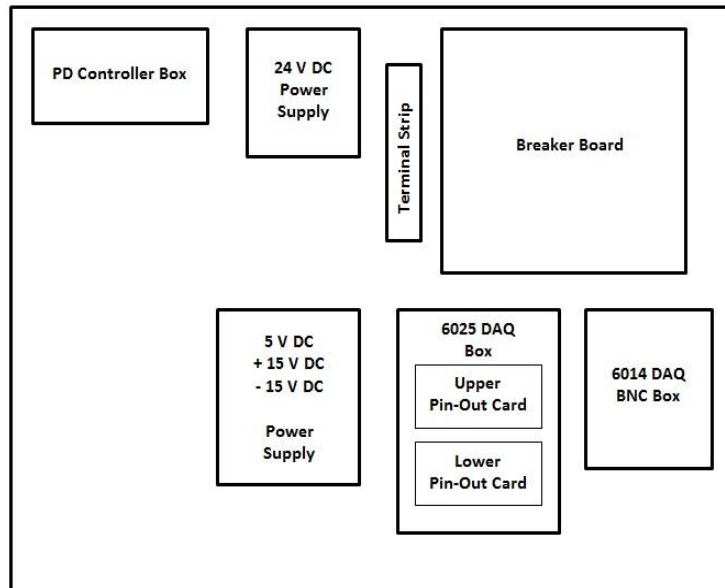 PD Controller Box
24 V DC
Power
Supply
Terminal Strip
Breaker Board
5 V DC
+ 15 V DC
- 15 V DC
Power
Supply
6025 DAQ
Box
Upper
Pin-Out Card
Lower
Pin-Out Card
6014 DAQ
BNC Box